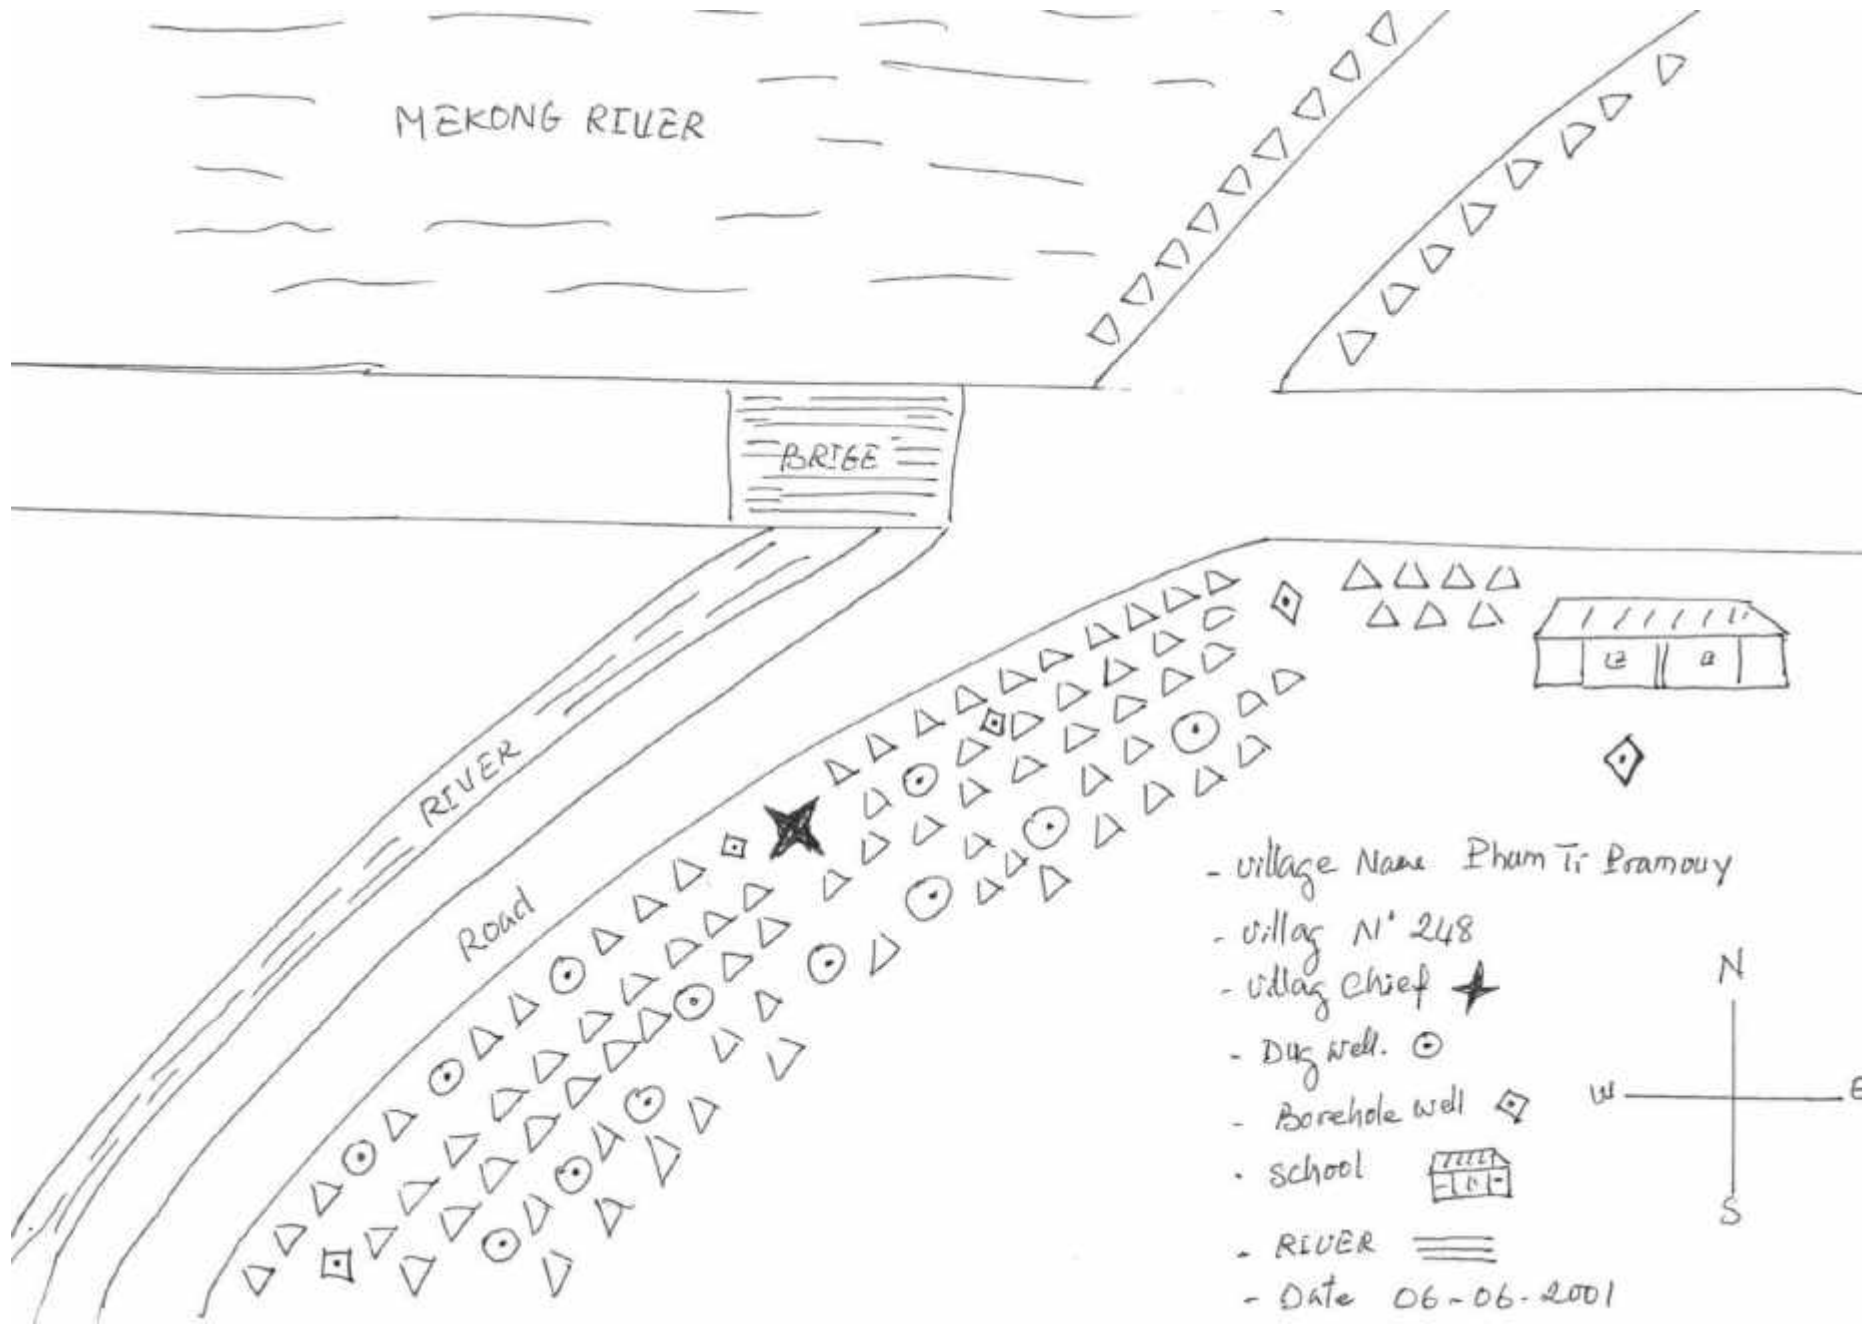 MEKONG RIVER
BRIGE
RIVER
Road
- village Name Phum Ti Pramouy
- Villag N° 248
- Villag Chief
- Dug well.
- Borehole well
- School
- RIVER
- Date 06-06-2001
N
W E
S